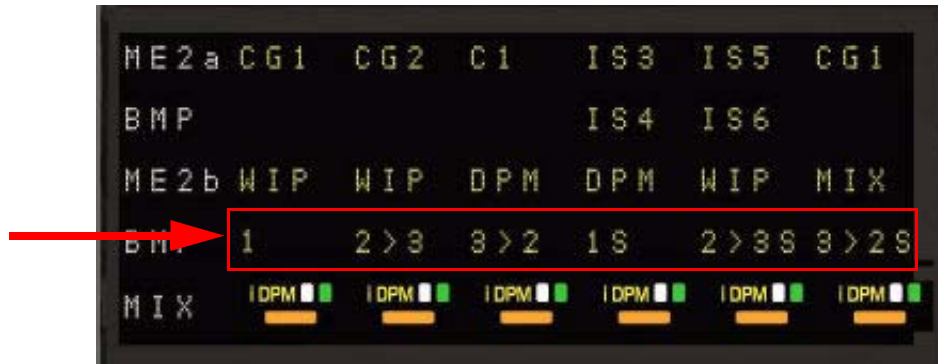 ME2a CG1 CG2 C1 IS3 IS5 CG1
BMP IS4 IS6
ME2b WIP WIP DPM DPM WIP MIX
BMP 1 2>3 3>2 1S 2>3S 3>2S
MIX iDPM iDPM iDPM iDPM iDPM iDPM